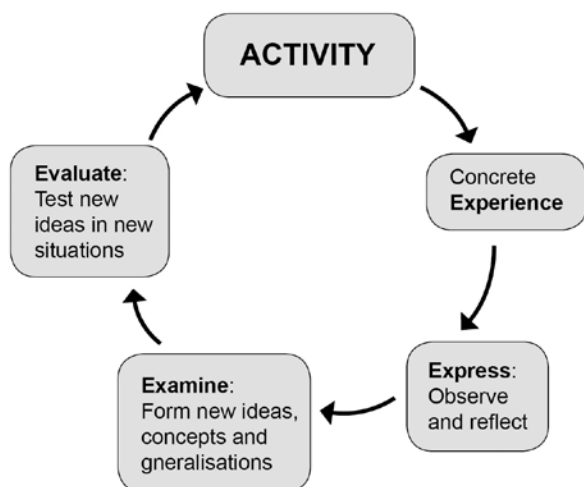 ACTIVITY
Concrete
Experience
Express:
Observe
and reflect
Examine:
Form new ideas,
concepts and
gneralisations
Evaluate:
Test new
ideas in new
situations